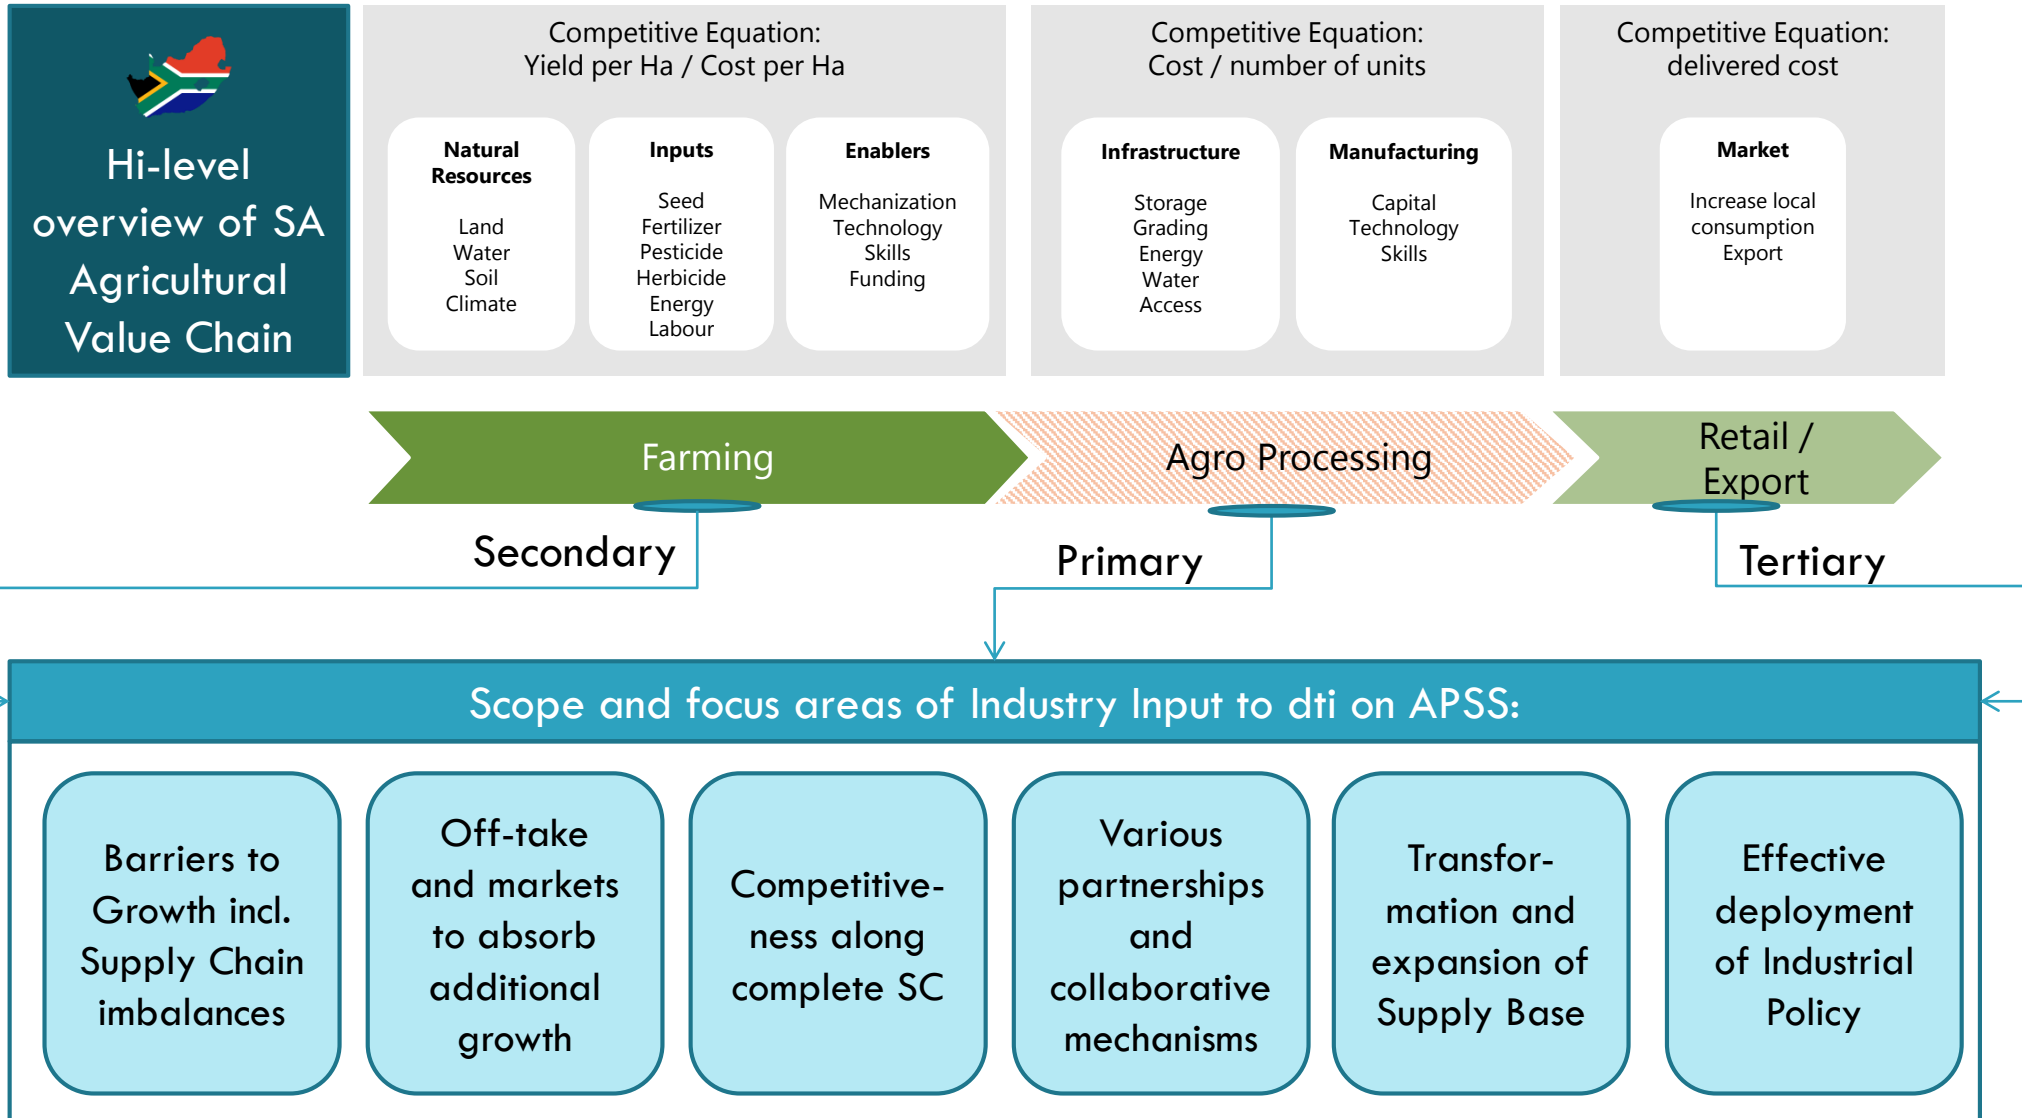 Hi-level
overview of SA
Agricultural
Value Chain
Competitive Equation:
Yield per Ha / Cost per Ha
Natural
Resources
Land
Water
Soil
Climate
Inputs
Seed
Fertilizer
Pesticide
Herbicide
Energy
Labour
Enablers
Mechanization
Technology
Skills
Funding
Competitive Equation:
Cost / number of units
Infrastructure
Storage
Grading
Energy
Water
Access
Manufacturing
Capital
Technology
Skills
Competitive Equation:
delivered cost
Market
Increase local
consumption
Export
Farming
Agro Processing
Retail /
Export
Secondary
Primary
Tertiary
Scope and focus areas of Industry Input to dti on APSS:
Barriers to
Growth incl.
Supply Chain
imbalances
Off-take
and markets
to absorb
additional
growth
Competitive-
ness along
complete SC
Various
partnerships
and
collaborative
mechanisms
Transfor-
mation and
expansion of
Supply Base
Effective
deployment
of Industrial
Policy